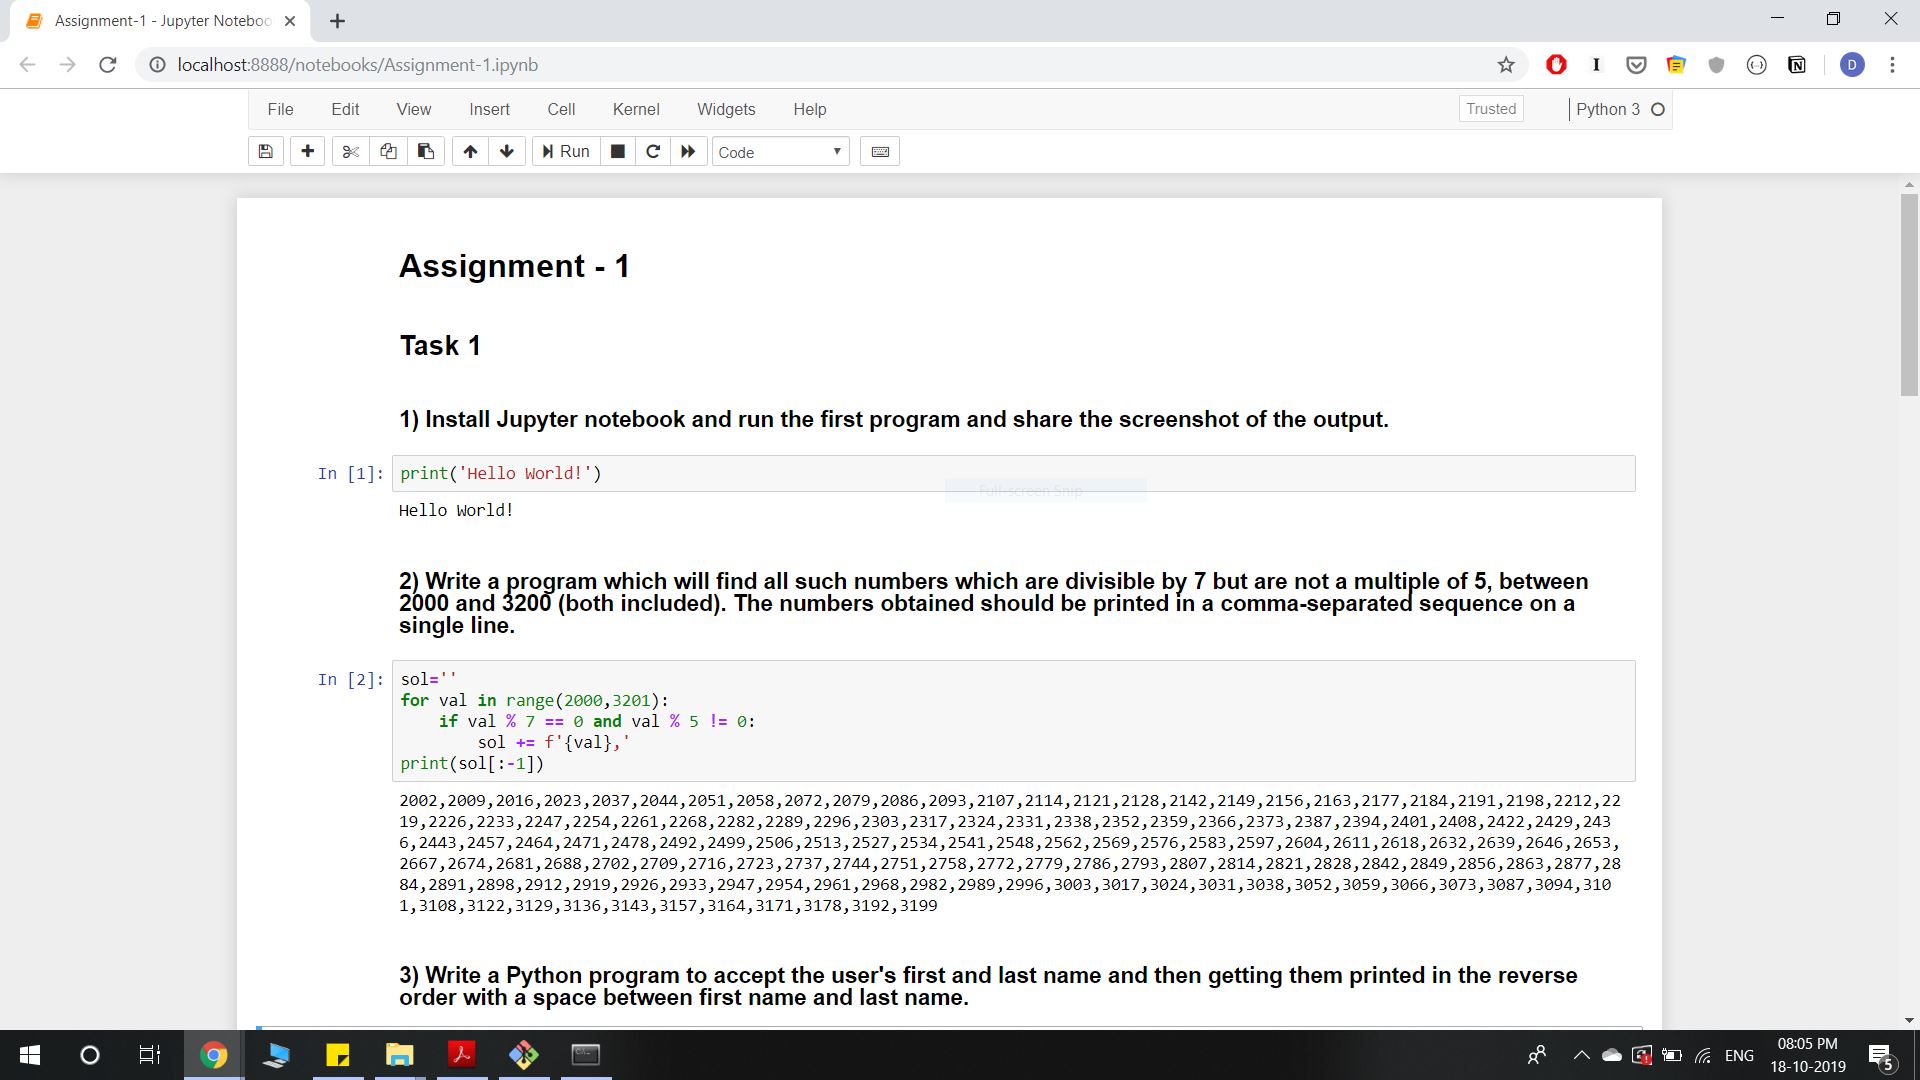 Assignment-1 - Jupyter Noteboo
localhost:8888/notebooks/Assignment-1.ipynb
D
File Edit View Insert Cell Kernel Widgets Help Trusted Python 3
Run Code
Assignment - 1
Task 1
1) Install Jupyter notebook and run the first program and share the screenshot of the output.
In [1]: print('Hello World!')
Full-screen Snip
Hello World!
2) Write a program which will find all such numbers which are divisible by 7 but are not a multiple of 5, between
2000 and 3200 (both included). The numbers obtained should be printed in a comma-separated sequence on a
single line.
In [2]: sol=''
for val in range(2000,3201):
    if val % 7 == 0 and val % 5 != 0:
        sol += f'{val},'
print(sol[:-1])
2002,2009,2016,2023,2037,2044,2051,2058,2072,2079,2086,2093,2107,2114,2121,2128,2142,2149,2156,2163,2177,2184,2191,2198,2212,22
19,2226,2233,2247,2254,2261,2268,2282,2289,2296,2303,2317,2324,2331,2338,2352,2359,2366,2373,2387,2394,2401,2408,2422,2429,243
6,2443,2457,2464,2471,2478,2492,2499,2506,2513,2527,2534,2541,2548,2562,2569,2576,2583,2597,2604,2611,2618,2632,2639,2646,2653,
2667,2674,2681,2688,2702,2709,2716,2723,2737,2744,2751,2758,2772,2779,2786,2793,2807,2814,2821,2828,2842,2849,2856,2863,2877,28
84,2891,2898,2912,2919,2926,2933,2947,2954,2961,2968,2982,2989,2996,3003,3017,3024,3031,3038,3052,3059,3066,3073,3087,3094,310
1,3108,3122,3129,3136,3143,3157,3164,3171,3178,3192,3199
3) Write a Python program to accept the user's first and last name and then getting them printed in the reverse
order with a space between first name and last name.
ENG
08:05 PM
18-10-2019
5